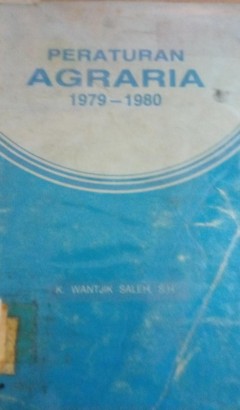 PERATURAN
AGRARIA
1979 – 1980
K. WANTJIK SALEH, S.H.